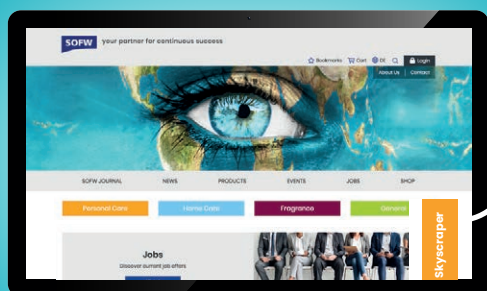 SOFW your partner for continuous success
Bookmarks Cart DE Login
About Us Contact
SOFW JOURNAL NEWS PRODUCTS EVENTS JOBS SHOP
Personal Care Home Care Fragrance General
Jobs
Discover current job offers
Skyscraper